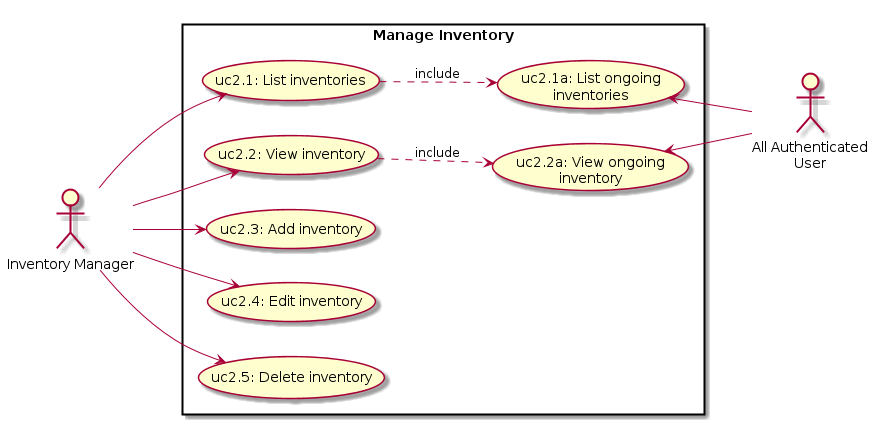 Manage Inventory
uc2.1: List inventories
include
uc2.1a: List ongoing
inventories
uc2.2: View inventory
include
uc2.2a: View ongoing
inventory
uc2.3: Add inventory
uc2.4: Edit inventory
uc2.5: Delete inventory
Inventory Manager
All Authenticated
User